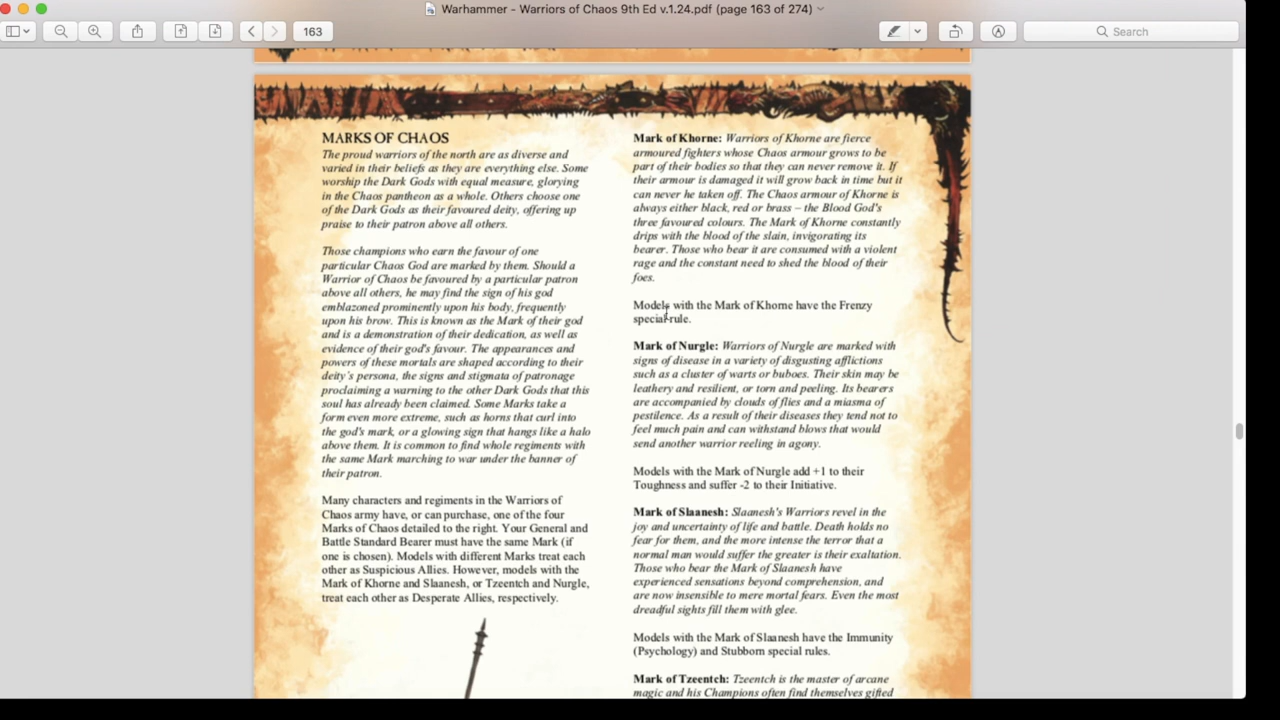 Warhammer - Warriors of Chaos 9th Ed v.1.24.pdf (page 163 of 274)
163
Search
MARKS OF CHAOS
The proud warriors of the north are as diverse and
varied in their beliefs as they are everything else. Some
worship the Dark Gods with equal measure, glorying
in the Chaos pantheon as a whole. Others choose one
of the Dark Gods as their favoured deity, offering up
praise to their patron above all others.
Those champions who earn the favour of one
particular Chaos God are marked by them. Should a
Warrior of Chaos be favoured by a particular patron
above all others, he may find the sign of his god
emblazoned prominently upon his body, frequently
upon his brow. This is known as the Mark of their god
and is a demonstration of their dedication, as well as
evidence of their god's favour. The appearances and
powers of these mortals are shaped according to their
deity's persona, the signs and stigmata of patronage
proclaiming a warning to the other Dark Gods that this
soul has already been claimed. Some Marks take a
form even more extreme, such as horns that curl into
the god's mark, or a glowing sign that hangs like a halo
above them. It is common to find whole regiments with
the same Mark marching to war under the banner of
their patron.
Many characters and regiments in the Warriors of
Chaos army have, or can purchase, one of the four
Marks of Chaos detailed to the right. Your General and
Battle Standard Bearer must have the same Mark (if
one is chosen). Models with different Marks treat each
other as Suspicious Allies. However, models with the
Mark of Khorne and Slaanesh, or Tzeentch and Nurgle,
treat each other as Desperate Allies, respectively.
Mark of Khorne: Warriors of Khorne are fierce
armoured fighters whose Chaos armour grows to be
part of their bodies so that they can never remove it. If
their armour is damaged it will grow back in time but it
can never he taken off. The Chaos armour of Khorne is
always either black, red or brass – the Blood God's
three favoured colours. The Mark of Khorne constantly
drips with the blood of the slain, invigorating its
bearer. Those who bear it are consumed with a violent
rage and the constant need to shed the blood of their
foes.
Models with the Mark of Khorne have the Frenzy
special rule.
Mark of Nurgle: Warriors of Nurgle are marked with
signs of disease in a variety of disgusting afflictions
such as a cluster of warts or buboes. Their skin may be
leathery and resilient, or torn and peeling. Its bearers
are accompanied by clouds of flies and a miasma of
pestilence. As a result of their diseases they tend not to
feel much pain and can withstand blows that would
send another warrior reeling in agony.
Models with the Mark of Nurgle add +1 to their
Toughness and suffer -2 to their Initiative.
Mark of Slaanesh: Slaanesh's Warriors revel in the
joy and uncertainty of life and battle. Death holds no
fear for them, and the more intense the terror that a
normal man would suffer the greater is their exaltation.
Those who bear the Mark of Slaanesh have
experienced sensations beyond comprehension, and
are now insensible to mere mortal fears. Even the most
dreadful sights fill them with glee.
Models with the Mark of Slaanesh have the Immunity
(Psychology) and Stubborn special rules.
Mark of Tzeentch: Tzeentch is the master of arcane
magic and his Champions often find themselves gifted